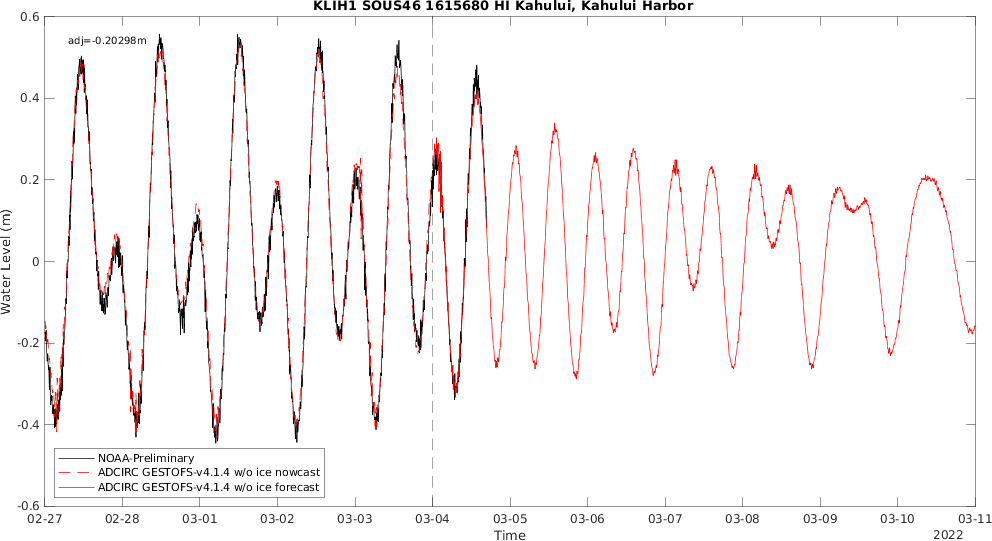 KLIH1 SOUS46 1615680 HI Kahului, Kahului Harbor
adj=-0.20298m
0.6
0.4
0.2
0
-0.2
-0.4
-0.6
Water Level (m)
NOAA-Preliminary
ADCIRC GESTOFS-v4.1.4 w/o ice nowcast
ADCIRC GESTOFS-v4.1.4 w/o ice forecast
02-27 02-28 03-01 03-02 03-03 03-04 03-05 03-06 03-07 03-08 03-09 03-10 03-11
Time
2022